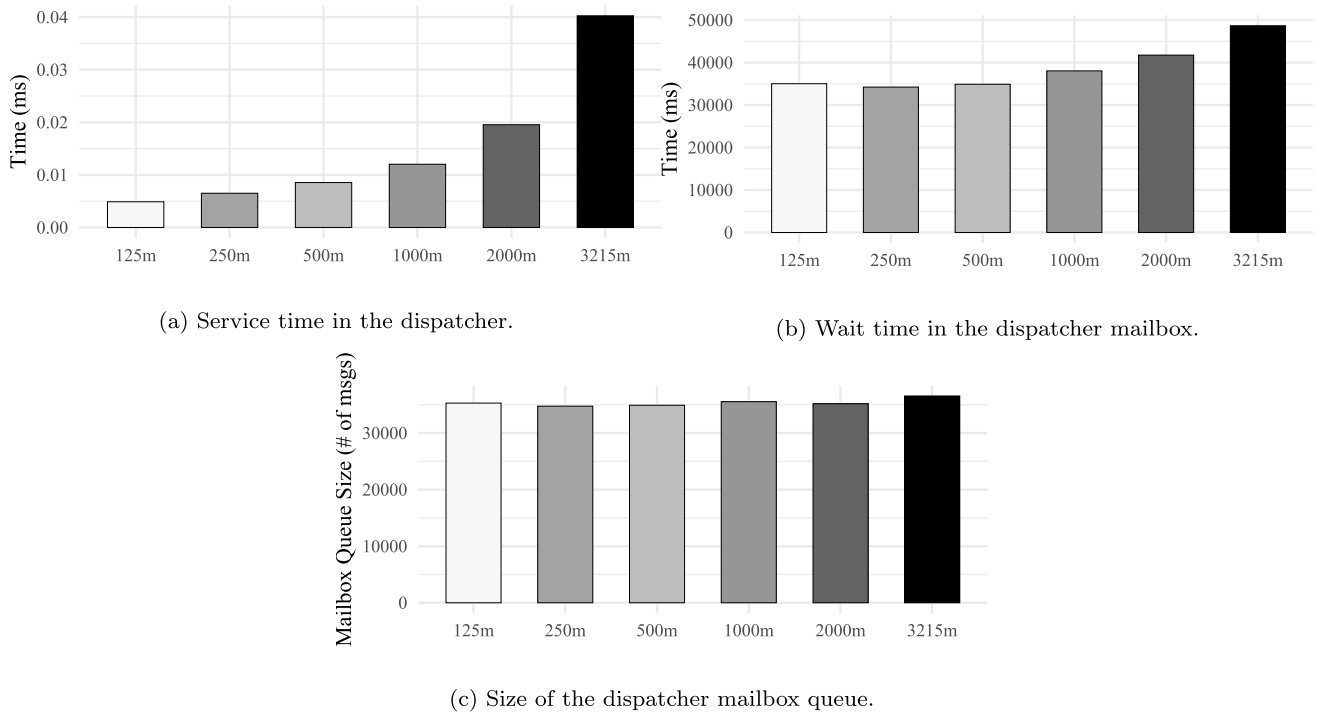 Time (ms)
0.04
0.03
0.02
0.01
0.00
125m 250m 500m 1000m 2000m 3215m
(a) Service time in the dispatcher.
Time (ms)
50000
40000
30000
20000
10000
0
125m 250m 500m 1000m 2000m 3215m
(b) Wait time in the dispatcher mailbox.
Mailbox Queue Size (# of msgs)
30000
20000
10000
0
125m 250m 500m 1000m 2000m 3215m
(c) Size of the dispatcher mailbox queue.